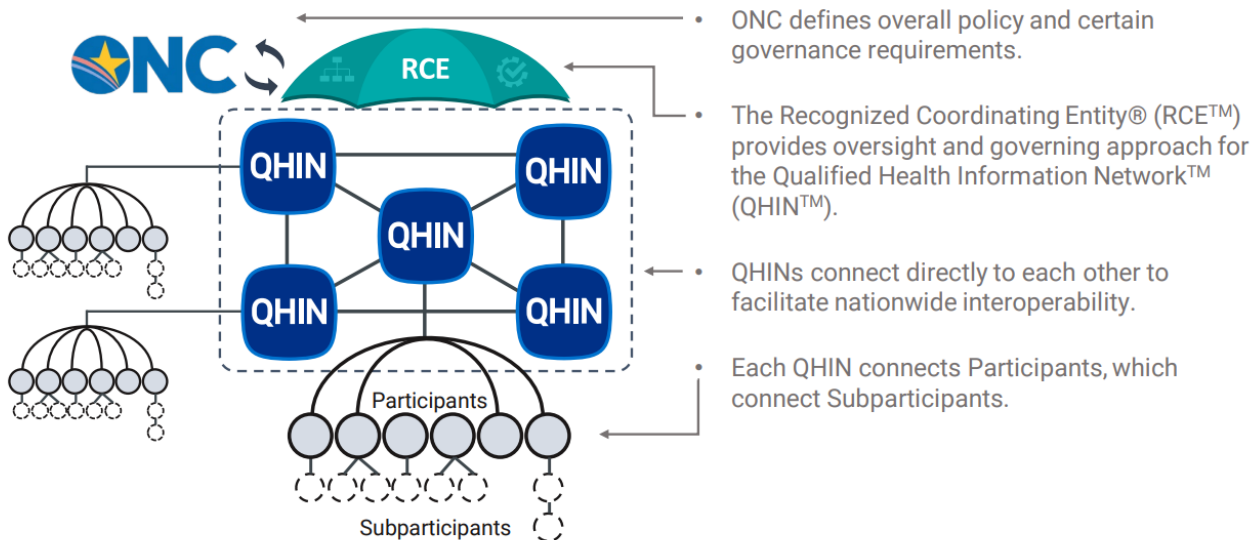 ONC
RCE
QHIN
QHIN
QHIN
QHIN
QHIN
Participants
Subparticipants
• ONC defines overall policy and certain
governance requirements.
• The Recognized Coordinating Entity® (RCE™)
provides oversight and governing approach for
the Qualified Health Information Network™
(QHIN™).
• QHINs connect directly to each other to
facilitate nationwide interoperability.
• Each QHIN connects Participants, which
connect Subparticipants.